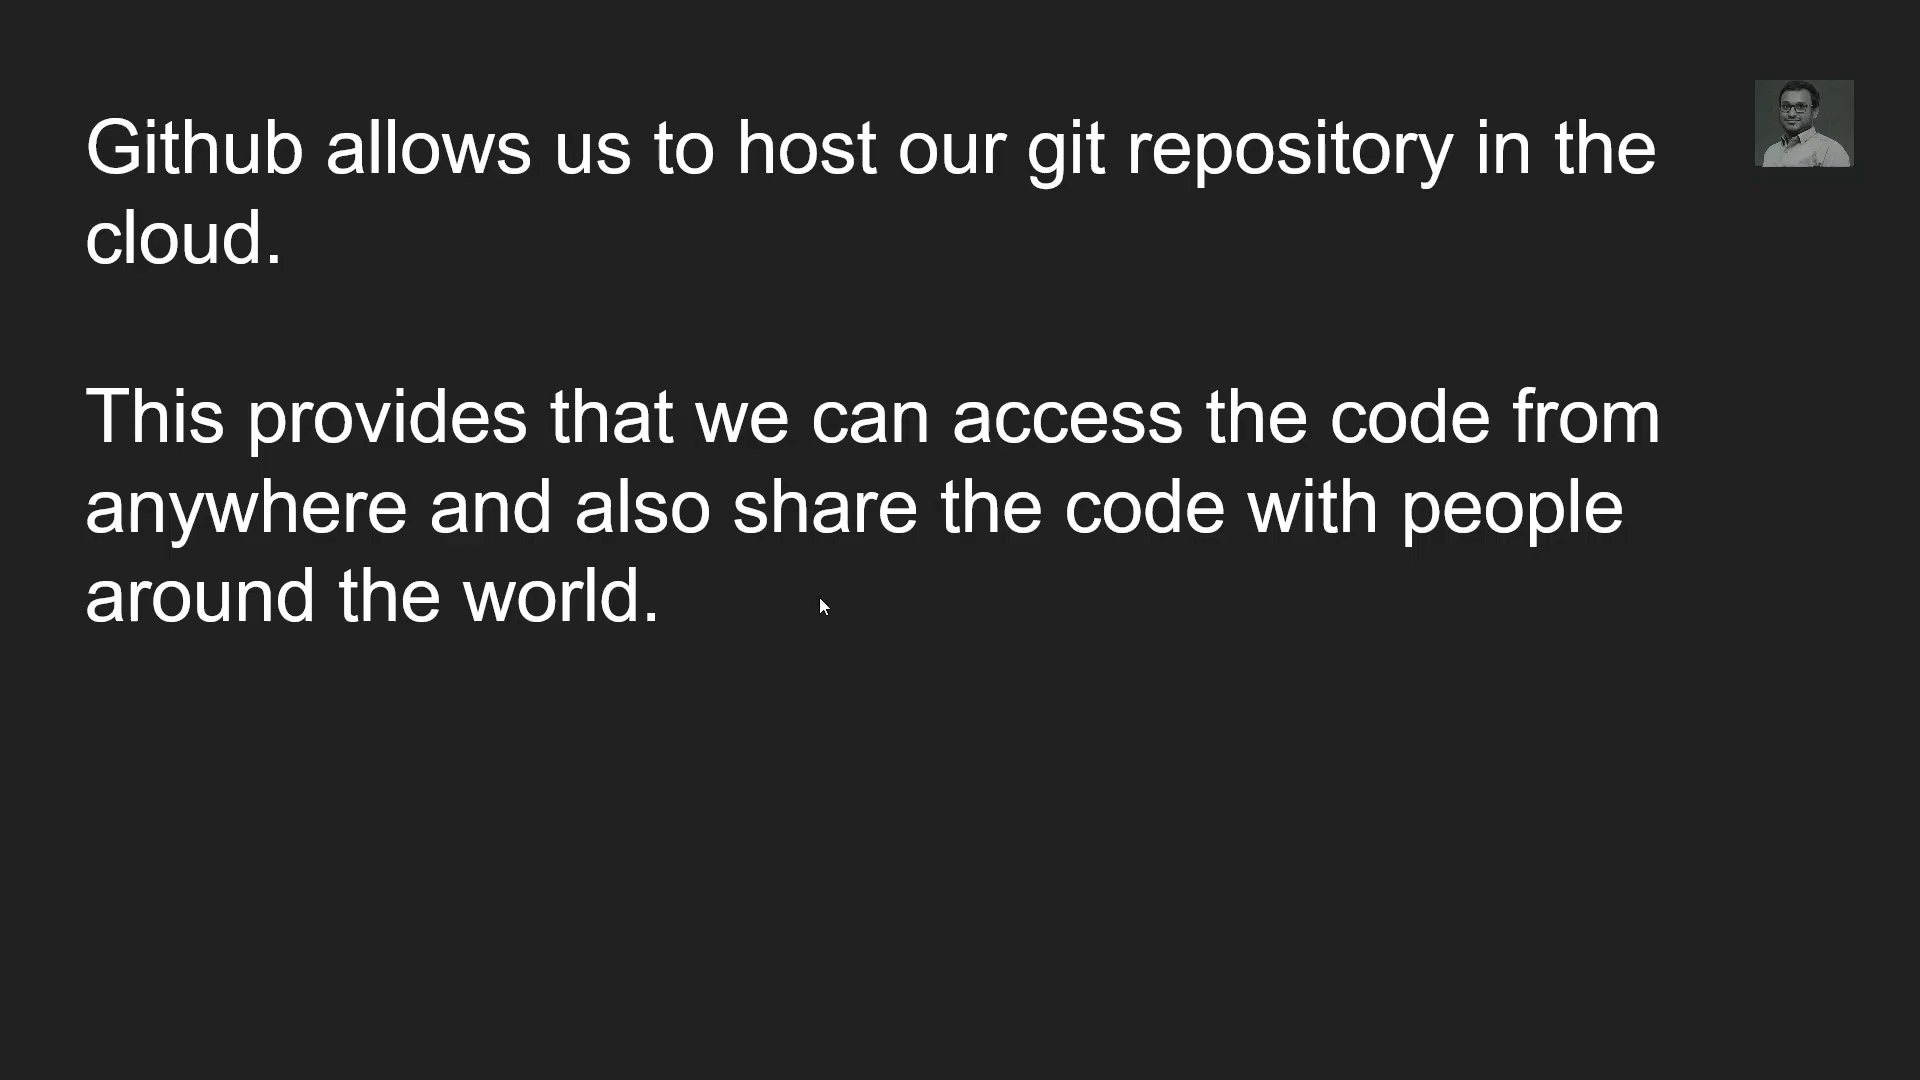 Github allows us to host our git repository in the
cloud.
This provides that we can access the code from
anywhere and also share the code with people
around the world.